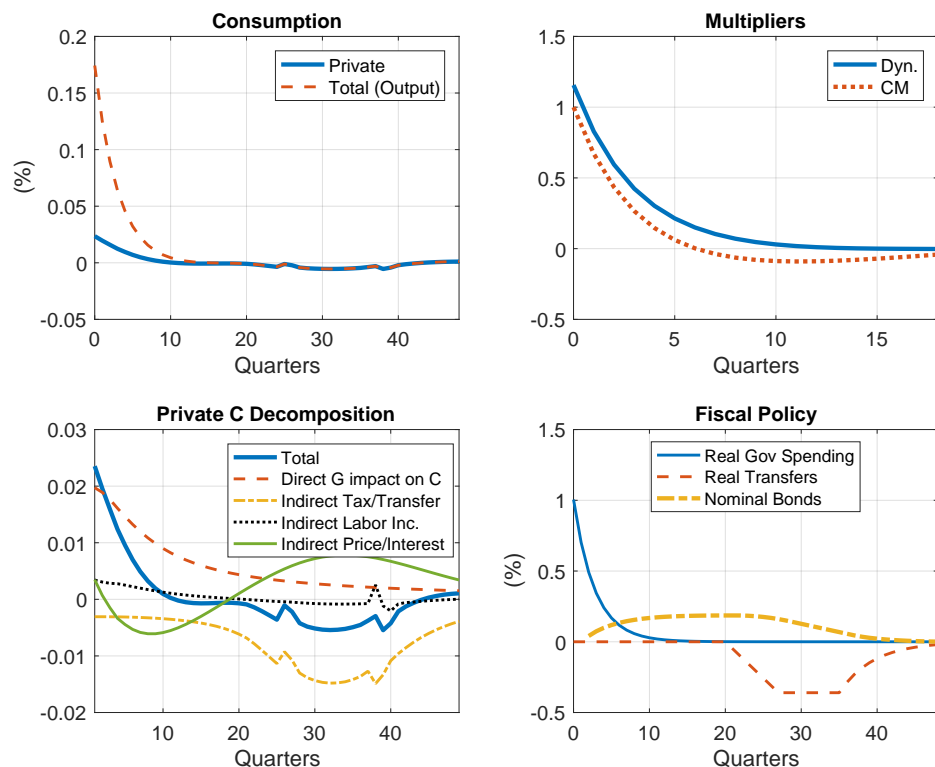 Consumption
0.2
0.15
0.1
0.05
0
-0.05
(%)
Private
Total (Output)
0 10 20 30 40
Quarters
Multipliers
1.5
1
0.5
0
-0.5
Dyn.
CM
0 5 10 15
Quarters
Private C Decomposition
0.03
0.02
0.01
0
-0.01
-0.02
Total
Direct G impact on C
Indirect Tax/Transfer
Indirect Labor Inc.
Indirect Price/Interest
10 20 30 40
Quarters
Fiscal Policy
1.5
1
0.5
0
-0.5
(%)
Real Gov Spending
Real Transfers
Nominal Bonds
0 10 20 30 40
Quarters